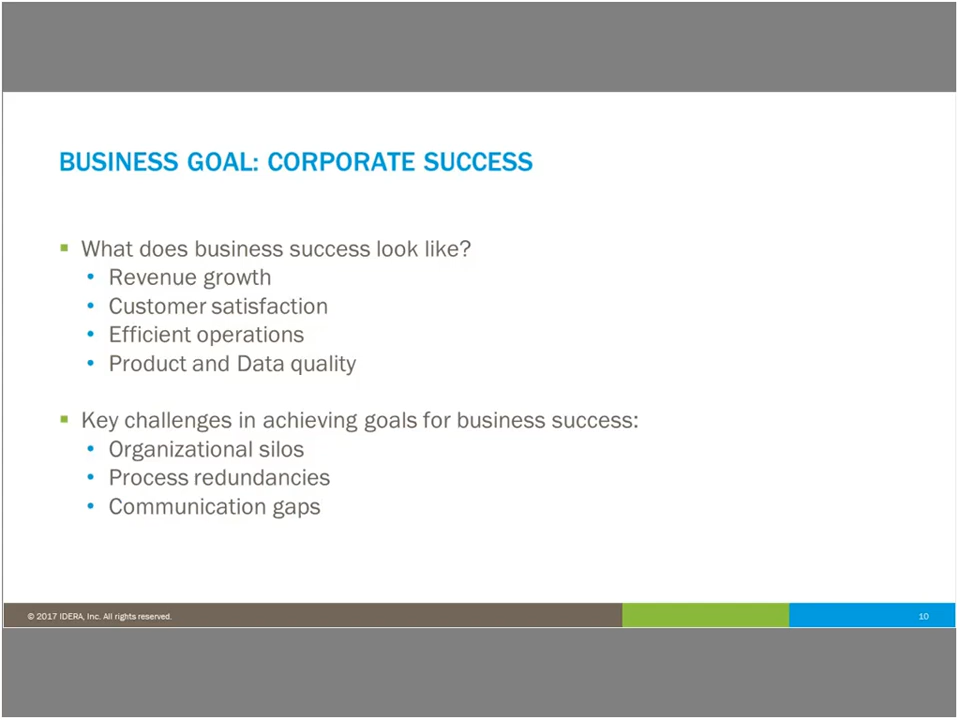 BUSINESS GOAL: CORPORATE SUCCESS
What does business success look like?
• Revenue growth
• Customer satisfaction
• Efficient operations
• Product and Data quality
Key challenges in achieving goals for business success:
• Organizational silos
• Process redundancies
• Communication gaps
© 2017 IDERA, Inc. All rights reserved.
10